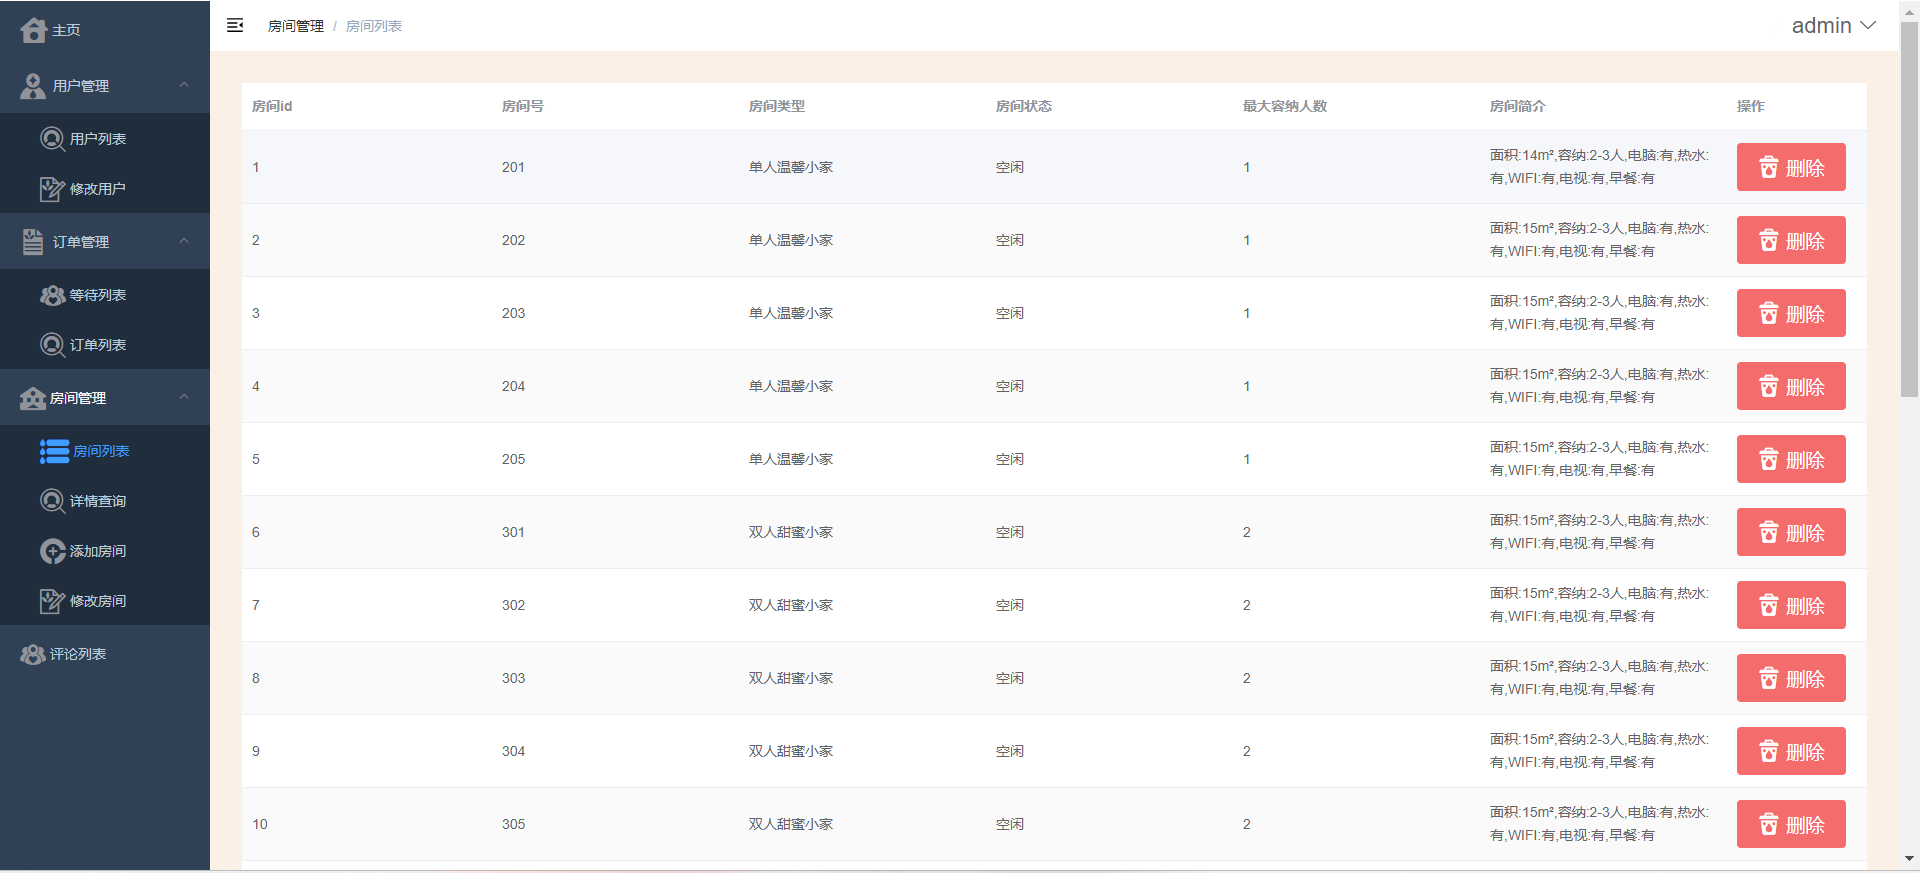 主页
用户管理
用户列表
修改用户
订单管理
等待列表
订单列表
房间管理
房间列表
详情查询
添加房间
修改房间
评论列表
房间管理 / 房间列表
admin
房间id 房间号 房间类型 房间状态 最大容纳人数 房间简介 操作
1 201 单人温馨小家 空闲 1 面积:14m²,容纳:2-3人,电脑:有,热水:
有,WIFI:有,电视:有,早餐:有
删除
2 202 单人温馨小家 空闲 1 面积:15m²,容纳:2-3人,电脑:有,热水:
有,WIFI:有,电视:有,早餐:有
删除
3 203 单人温馨小家 空闲 1 面积:15m²,容纳:2-3人,电脑:有,热水:
有,WIFI:有,电视:有,早餐:有
删除
4 204 单人温馨小家 空闲 1 面积:15m²,容纳:2-3人,电脑:有,热水:
有,WIFI:有,电视:有,早餐:有
删除
5 205 单人温馨小家 空闲 1 面积:15m²,容纳:2-3人,电脑:有,热水:
有,WIFI:有,电视:有,早餐:有
删除
6 301 双人甜蜜小家 空闲 2 面积:15m²,容纳:2-3人,电脑:有,热水:
有,WIFI:有,电视:有,早餐:有
删除
7 302 双人甜蜜小家 空闲 2 面积:15m²,容纳:2-3人,电脑:有,热水:
有,WIFI:有,电视:有,早餐:有
删除
8 303 双人甜蜜小家 空闲 2 面积:15m²,容纳:2-3人,电脑:有,热水:
有,WIFI:有,电视:有,早餐:有
删除
9 304 双人甜蜜小家 空闲 2 面积:15m²,容纳:2-3人,电脑:有,热水:
有,WIFI:有,电视:有,早餐:有
删除
10 305 双人甜蜜小家 空闲 2 面积:15m²,容纳:2-3人,电脑:有,热水:
有,WIFI:有,电视:有,早餐:有
删除